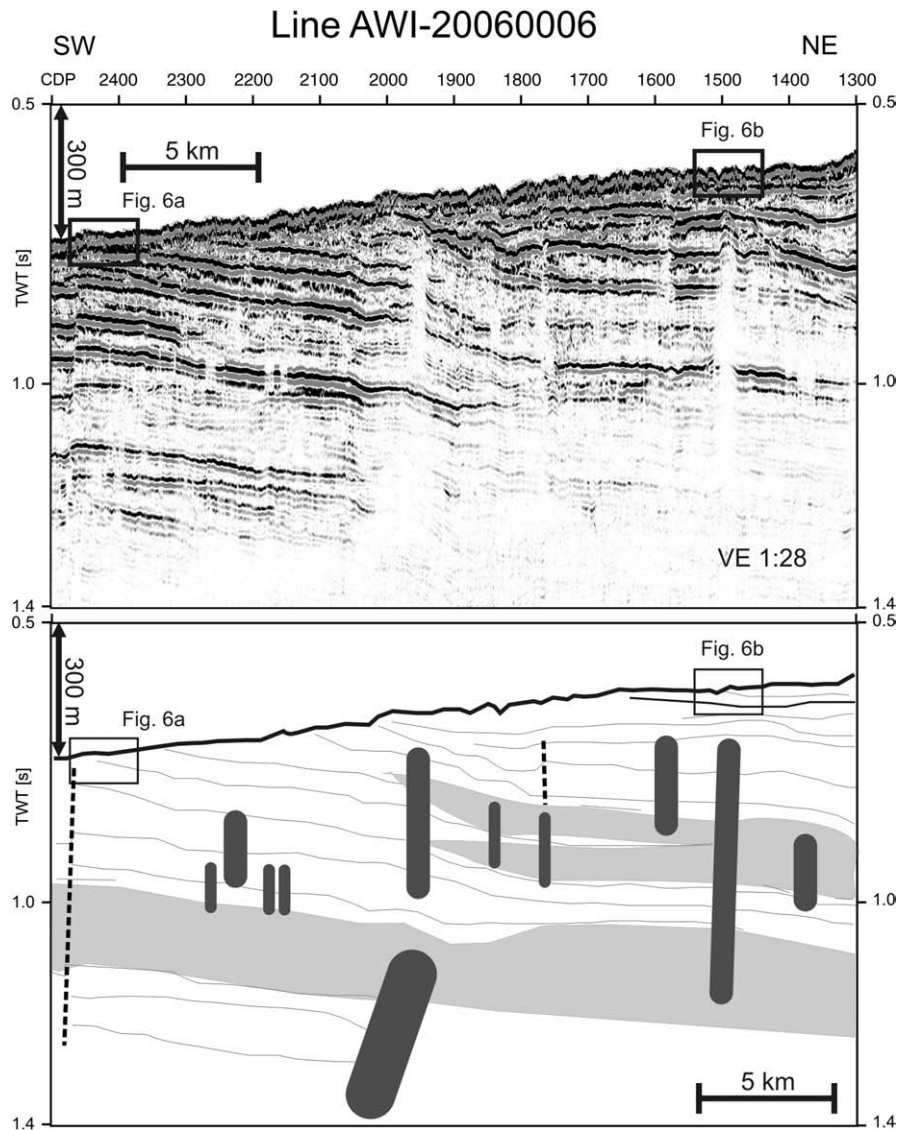 Line AWI-20060006
SW NE
CDP 2400 2300 2200 2100 2000 1900 1800 1700 1600 1500 1400 1300
0.5 0.5
300 m
5 km
Fig. 6a
Fig. 6b
TWT [s]
1.0 1.0
VE 1:28
1.4 1.4
0.5 0.5
300 m
Fig. 6a
Fig. 6b
TWT [s]
1.0 1.0
5 km
1.4 1.4